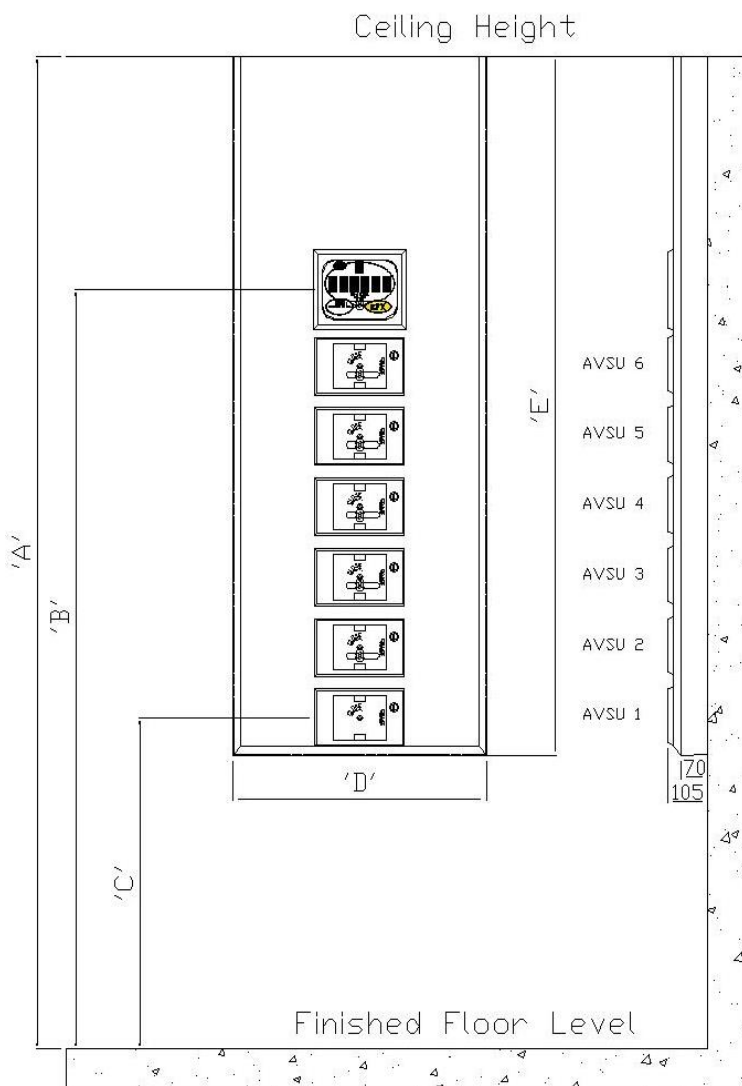 Ceiling Height
'A'
'B'
'C'
'D'
'E'
AVSU 6
AVSU 5
AVSU 4
AVSU 3
AVSU 2
AVSU 1
70
105
Finished Floor Level